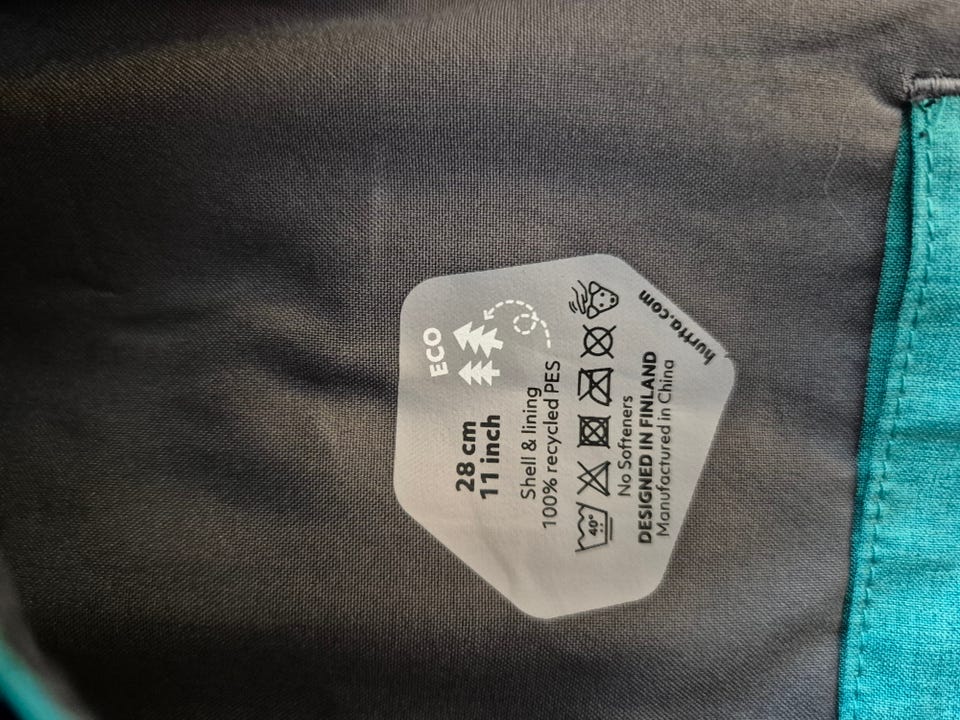 ECO
28 cm
11 inch
Shell & lining
100% recycled PES
40°
No Softeners
DESIGNED IN FINLAND
Manufactured in China
hurtta.com